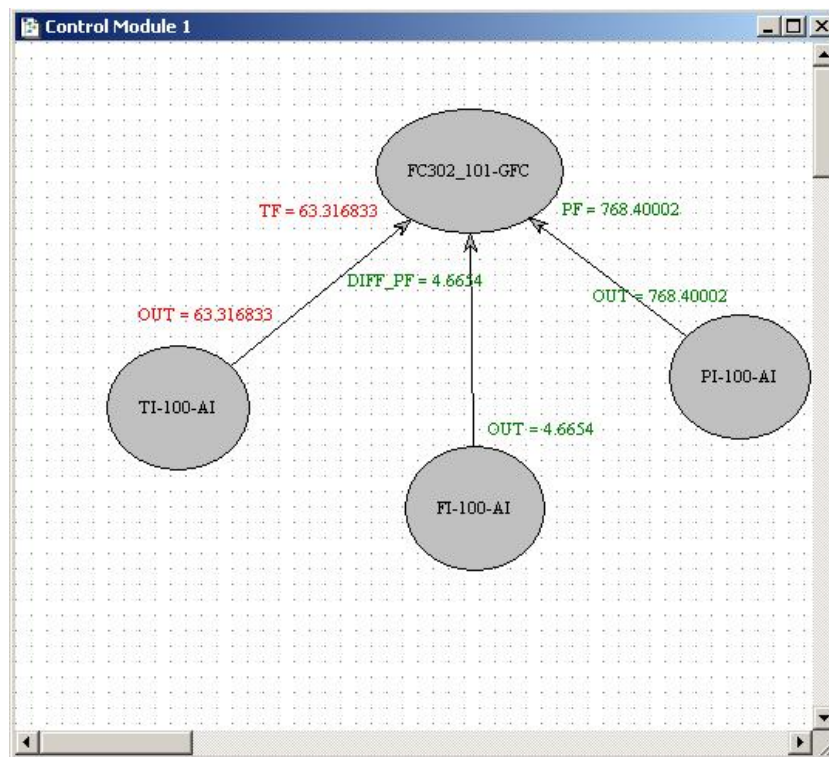 Control Module 1
FC302_101-GFC
TF = 63.316833
PF = 768.40002
DIFF_PF = 4.6654
OUT = 63.316833
OUT = 768.40002
TI-100-AI
PI-100-AI
OUT = 4.6654
FI-100-AI